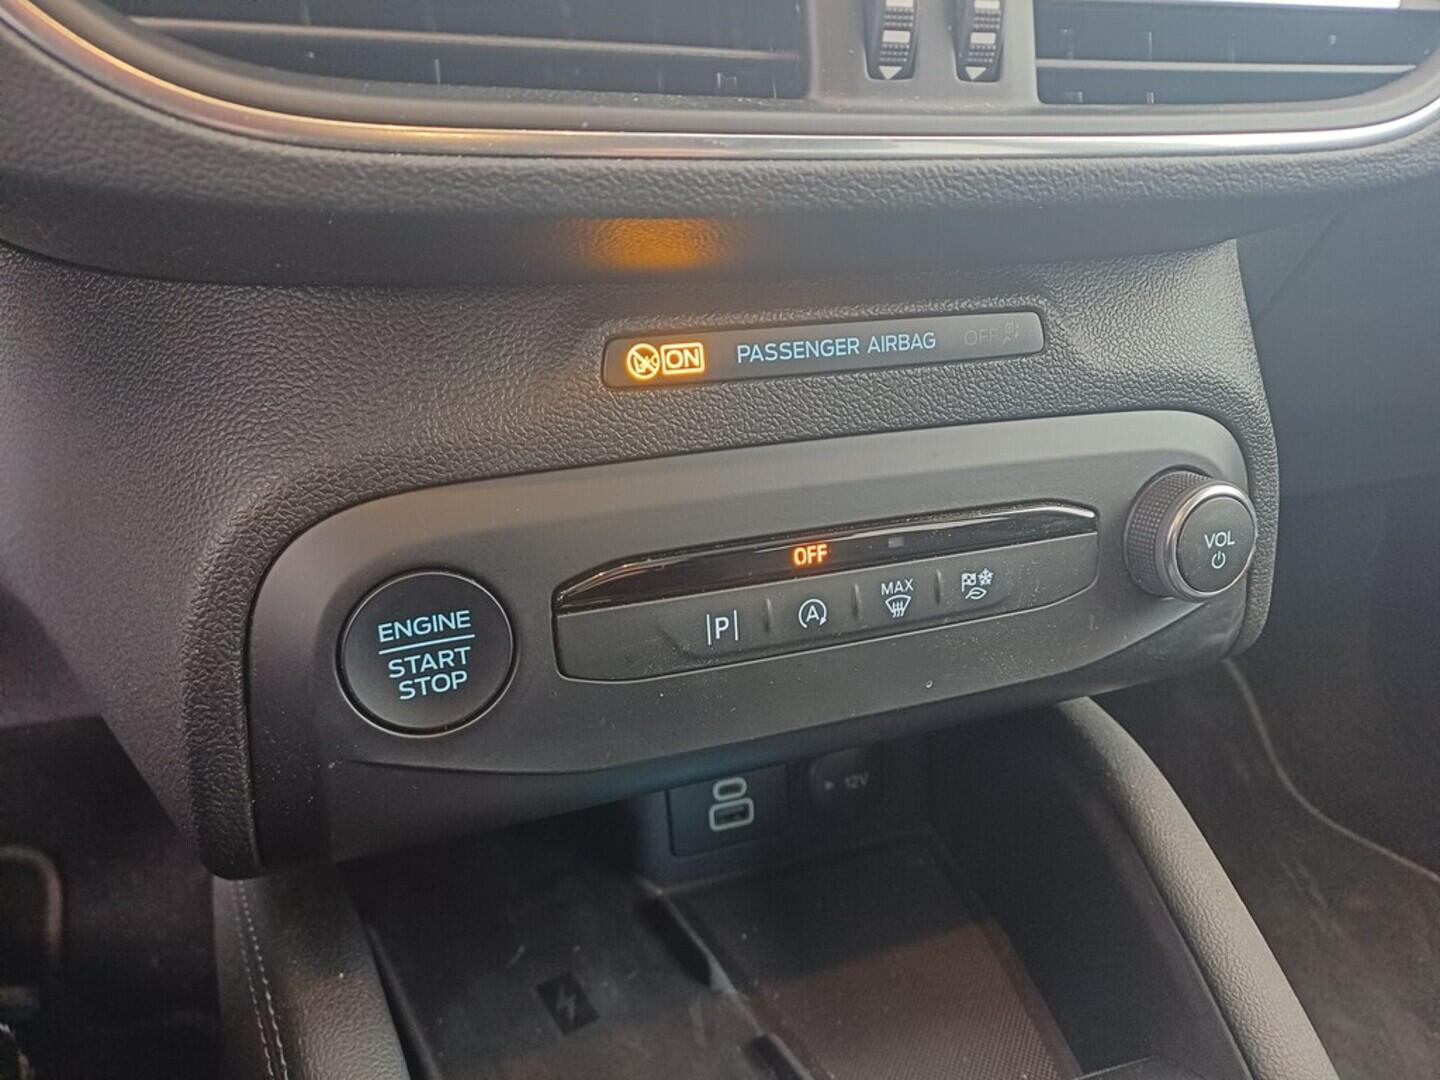 ON PASSENGER AIRBAG OFF
OFF
VOL
ENGINE
START
STOP
P
A
MAX
12V